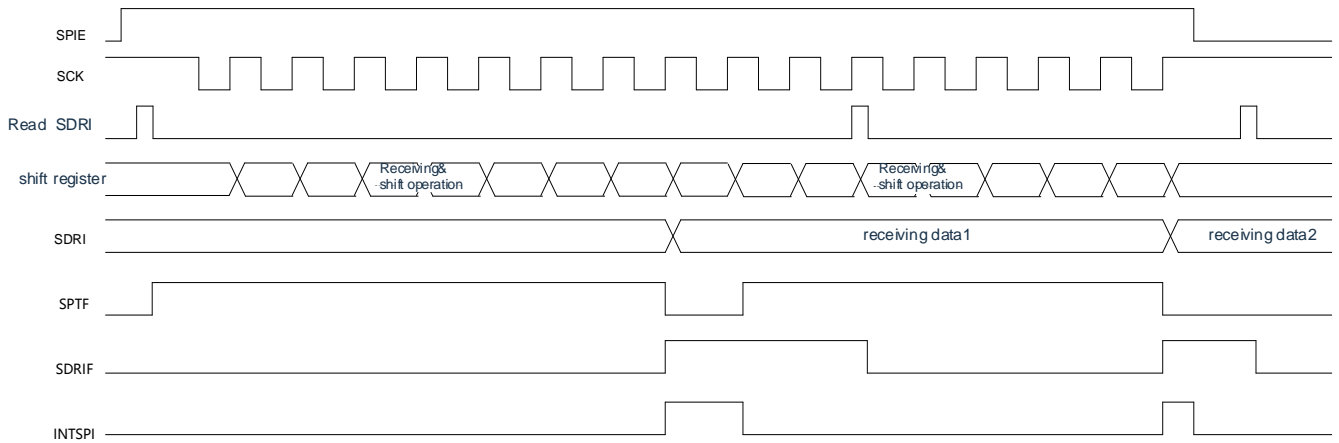 SPIE
SCK
Read SDRI
shift register
Receiving&
shift operation
Receiving&
shift operation
SDRI
receiving data1
receiving data2
SPTF
SDRIF
INTSPI